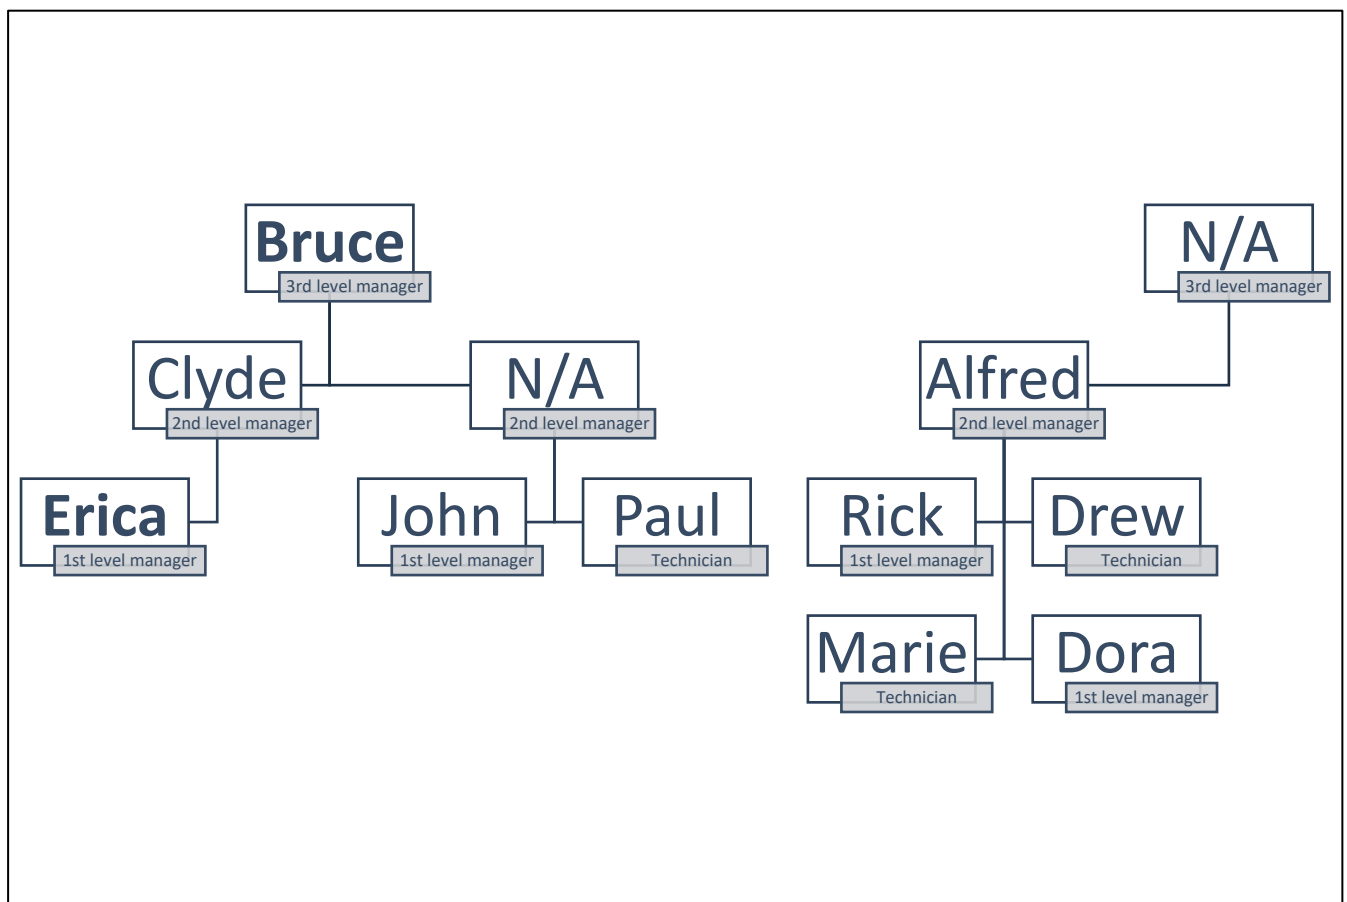 Bruce
3rd level manager
N/A
3rd level manager
Clyde
2nd level manager
N/A
2nd level manager
Alfred
2nd level manager
Erica
1st level manager
John
1st level manager
Paul
Technician
Rick
1st level manager
Drew
Technician
Marie
Technician
Dora
1st level manager